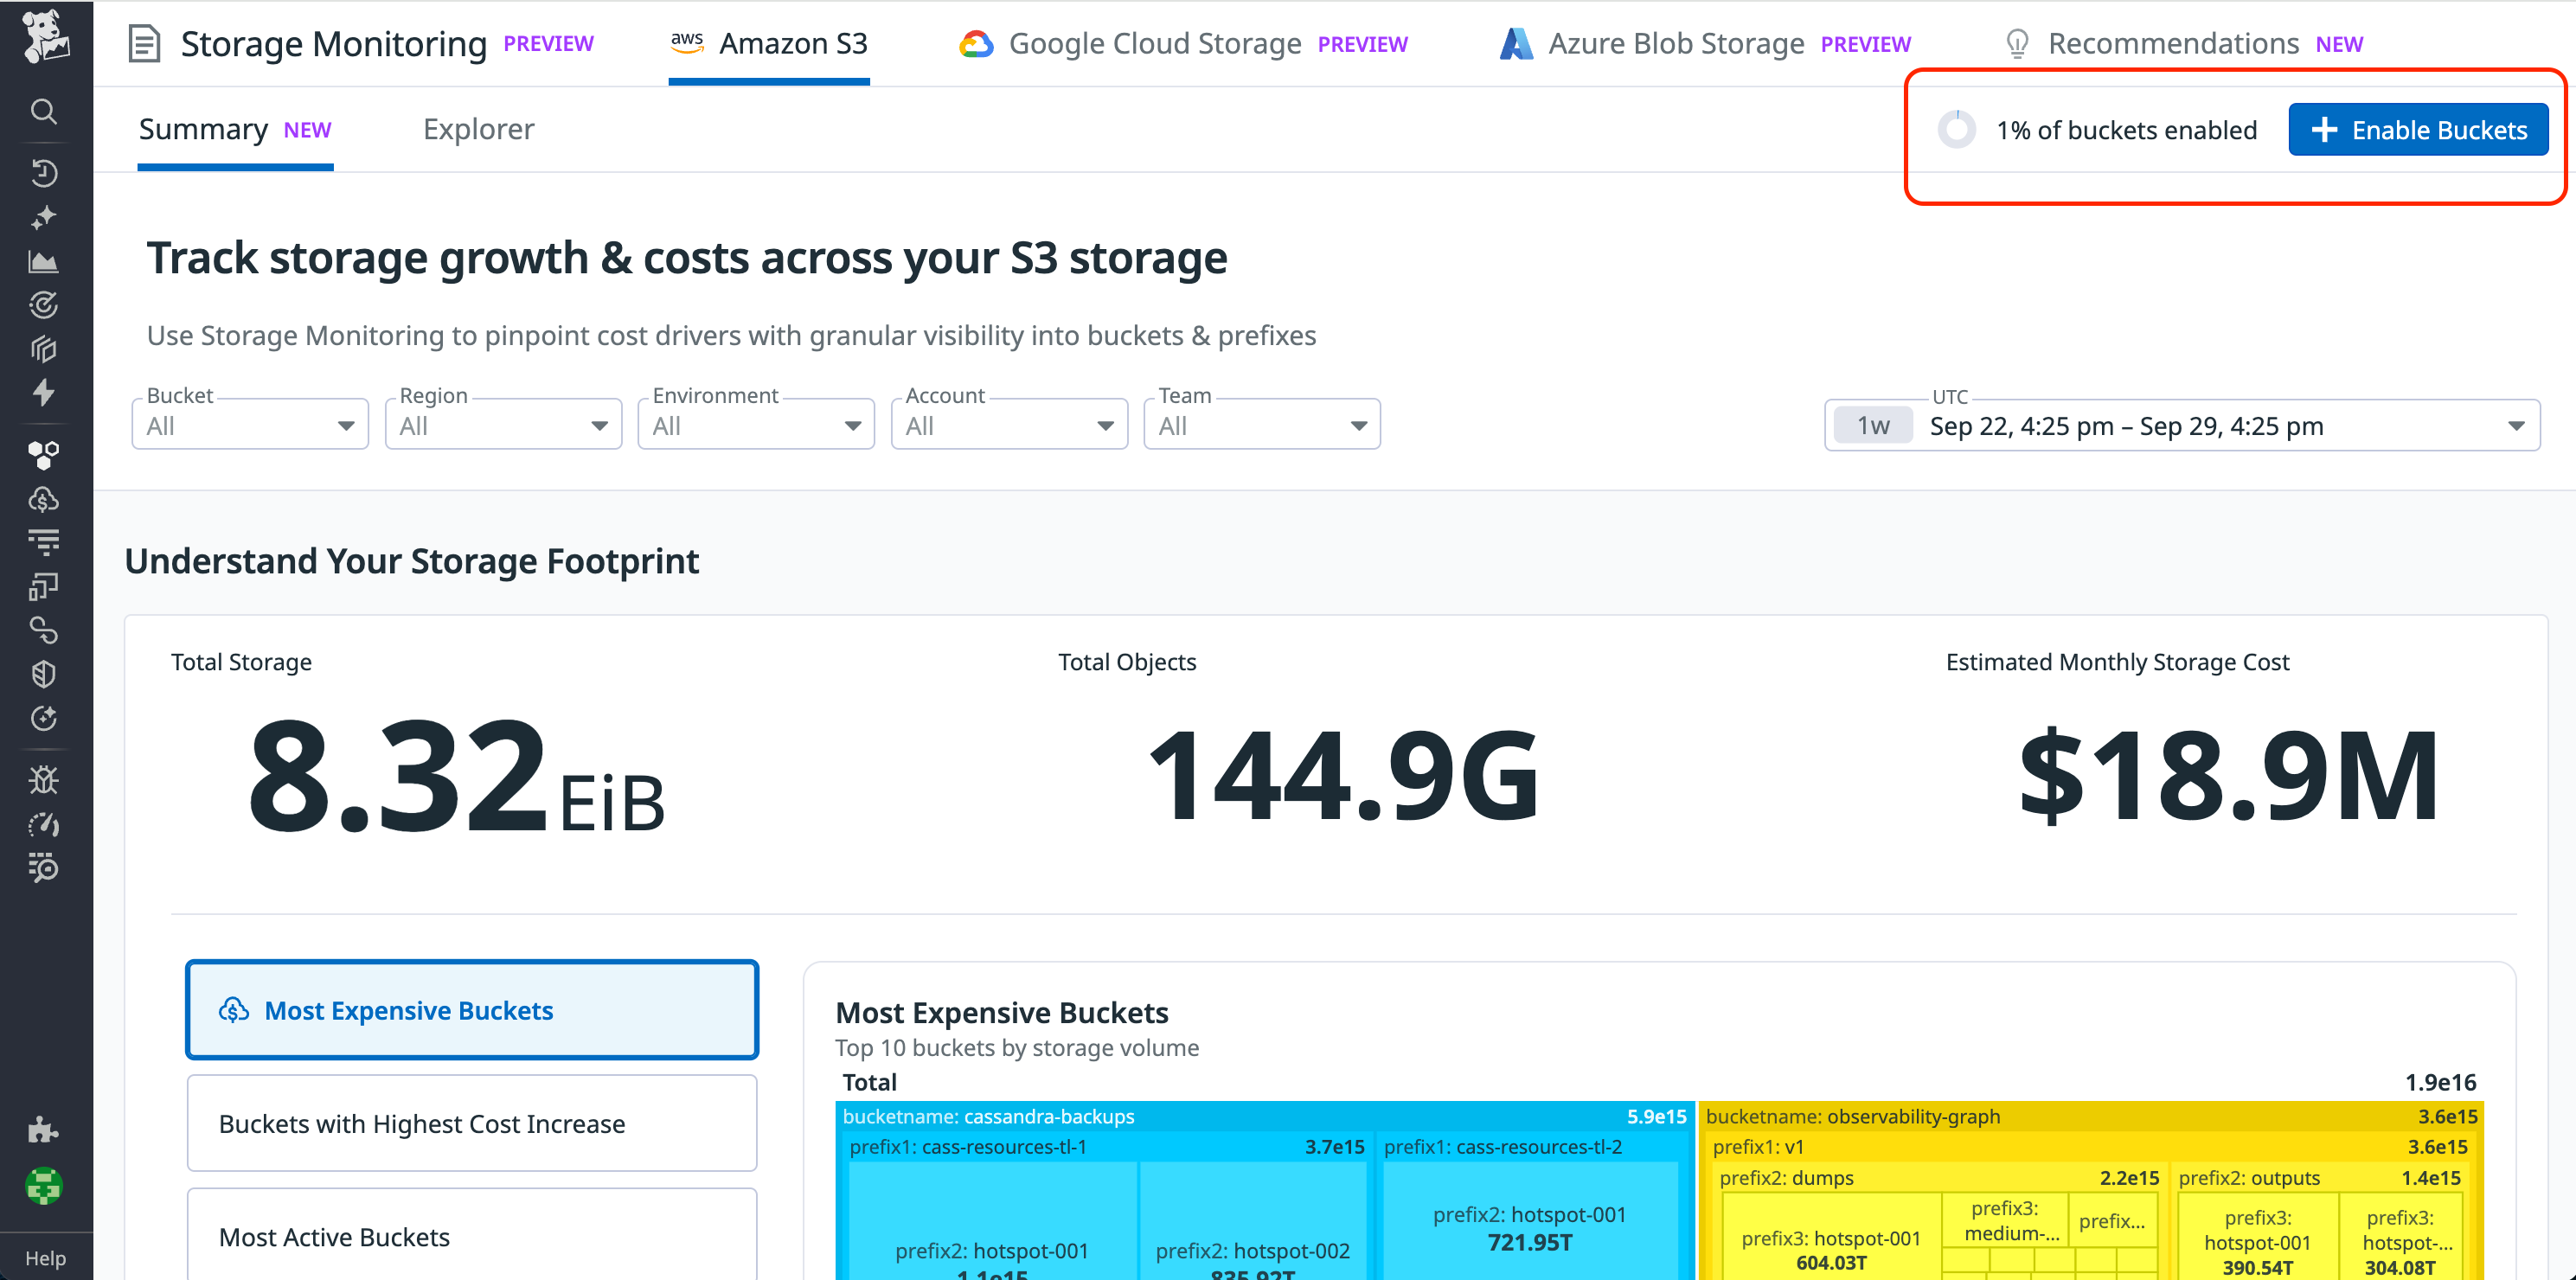 Storage Monitoring PREVIEW
aws Amazon S3
Google Cloud Storage PREVIEW
Azure Blob Storage PREVIEW
Recommendations NEW
Summary NEW
Explorer
1% of buckets enabled
+ Enable Buckets
Track storage growth & costs across your S3 storage
Use Storage Monitoring to pinpoint cost drivers with granular visibility into buckets & prefixes
Bucket
All
Region
All
Environment
All
Account
All
Team
All
UTC
1w Sep 22, 4:25 pm – Sep 29, 4:25 pm
Understand Your Storage Footprint
Total Storage
8.32 EiB
Total Objects
144.9G
Estimated Monthly Storage Cost
$18.9M
Most Expensive Buckets
Buckets with Highest Cost Increase
Most Active Buckets
Most Expensive Buckets
Top 10 buckets by storage volume
Total 1.9e16
bucketname: cassandra-backups 5.9e15
prefix1: cass-resources-tl-1 3.7e15
prefix2: hotspot-001
1.1e15
prefix2: hotspot-002
835.92T
prefix1: cass-resources-tl-2
prefix2: hotspot-001
721.95T
bucketname: observability-graph 3.6e15
prefix1: v1 3.6e15
prefix2: dumps 2.2e15
prefix3: hotspot-001
604.03T
prefix3:
medium-...
prefix...
prefix2: outputs 1.4e15
prefix3:
hotspot-001
390.54T
prefix3:
hotspot-...
304.08T
Help